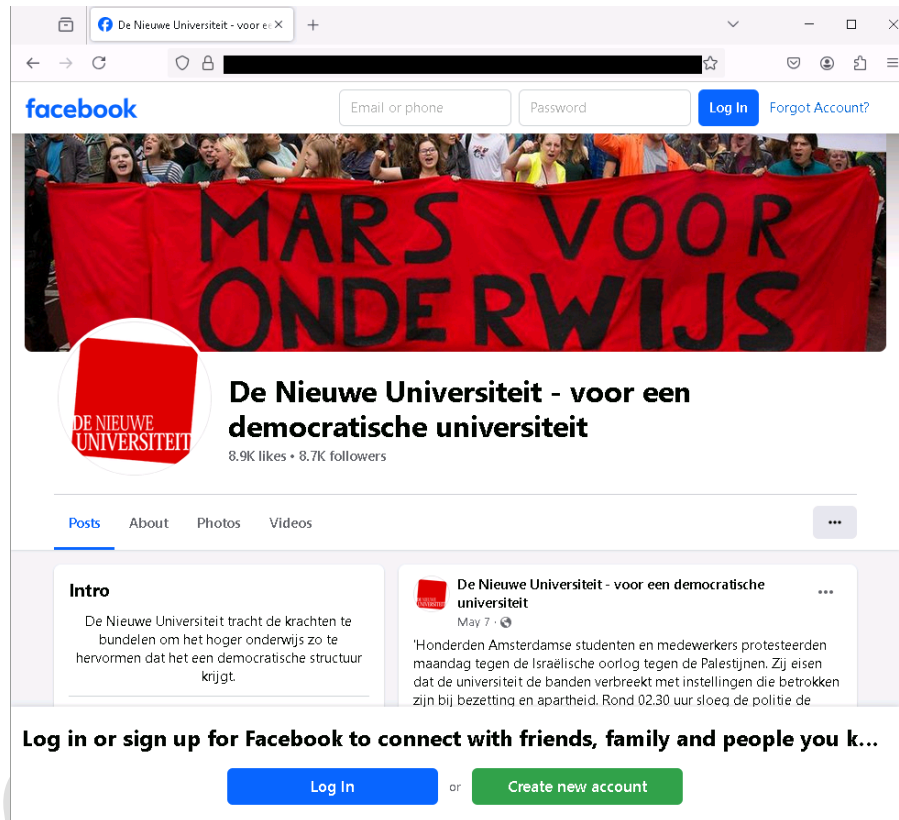 De Nieuwe Universiteit - voor ee
facebook
Email or phone
Password
Log In
Forgot Account?
MARS VOOR
ONDERWIJS
DE NIEUWE
UNIVERSITEIT
De Nieuwe Universiteit - voor een
democratische universiteit
8.9K likes • 8.7K followers
Posts
About
Photos
Videos
Intro
De Nieuwe Universiteit tracht de krachten te
bundelen om het hoger onderwijs zo te
hervormen dat het een democratische structuur
krijgt.
De Nieuwe Universiteit - voor een democratische
universiteit
May 7 ·
'Honderden Amsterdamse studenten en medewerkers protesteerden
maandag tegen de Israëlische oorlog tegen de Palestijnen. Zij eisen
dat de universiteit de banden verbreekt met instellingen die betrokken
zijn bij bezetting en apartheid. Rond 02.30 uur sloeg de politie de
Log in or sign up for Facebook to connect with friends, family and people you k...
Log In
or
Create new account